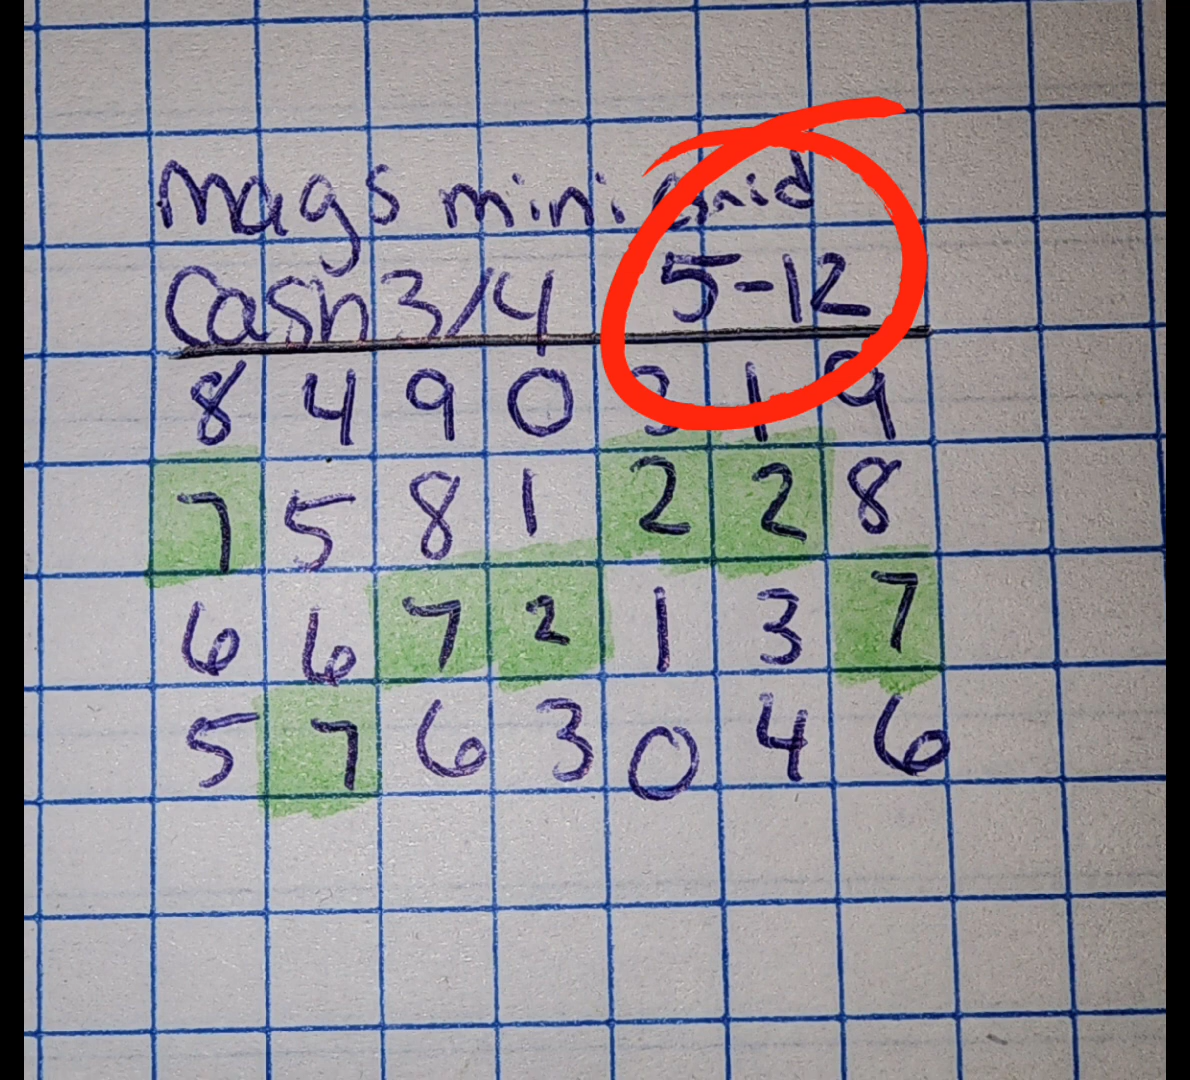 Mags mini Grid
Cash 3/4 5-12
8 4 9 0 3 1 9
7 5 8 1 2 2 8
6 6 7 2 1 3 7
5 7 6 3 0 4 6